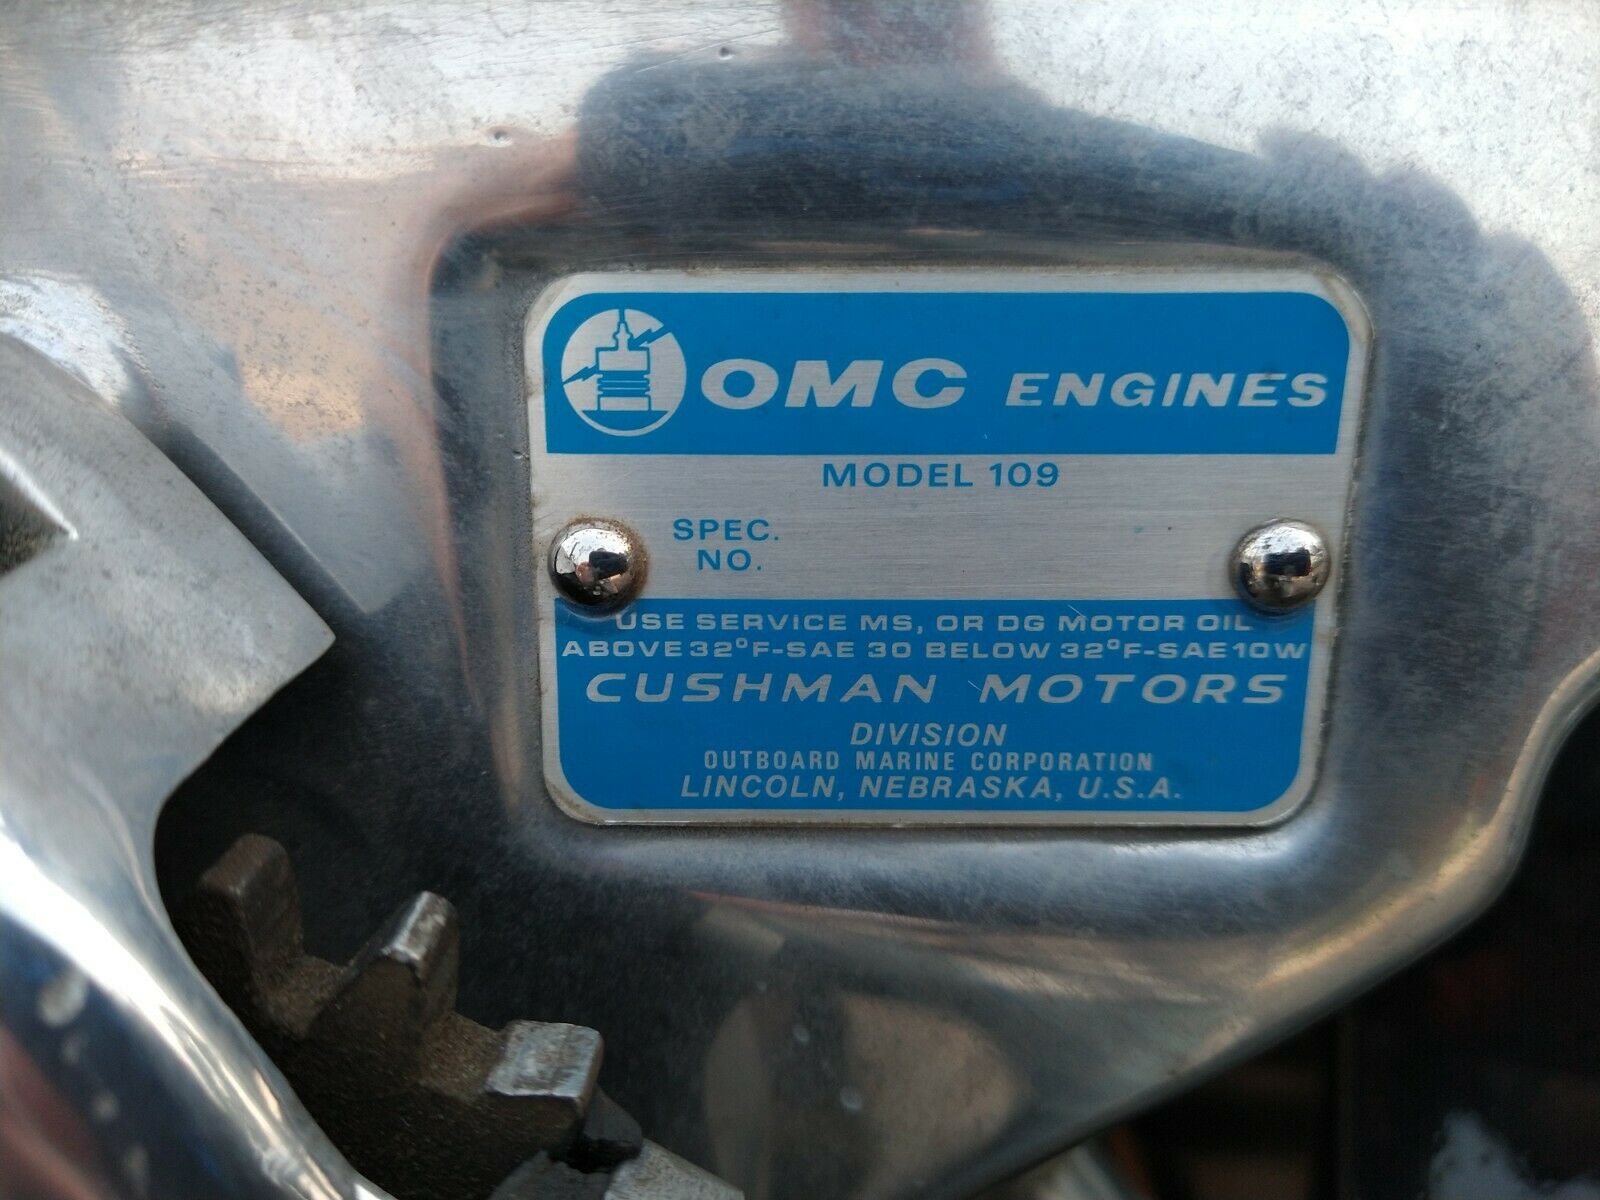 OMC ENGINES
MODEL 109
SPEC.
NO.
USE SERVICE MS, OR DG MOTOR OIL
ABOVE 32°F-SAE 30 BELOW 32°F-SAE 10W
CUSHMAN MOTORS
DIVISION
OUTBOARD MARINE CORPORATION
LINCOLN, NEBRASKA, U.S.A.